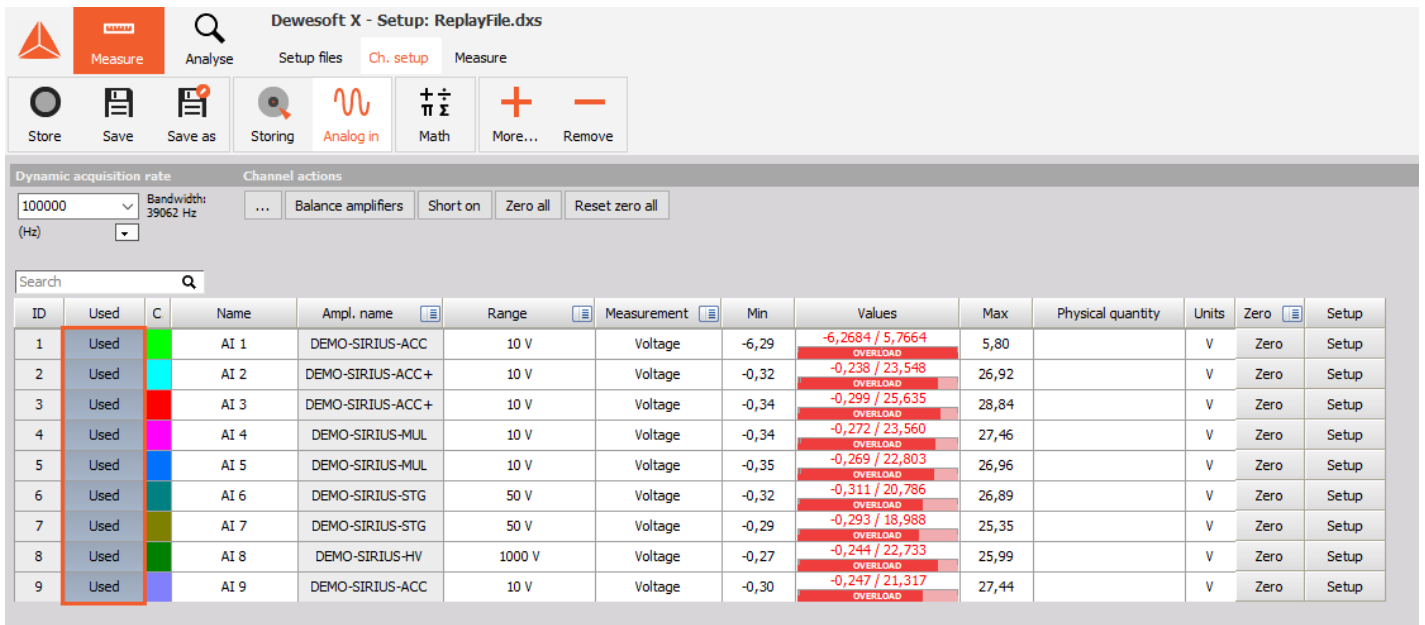 Dewesoft X - Setup: ReplayFile.dxs
Measure Analyse Setup files Ch. setup Measure
Store Save Save as Storing Analog in Math More... Remove
Dynamic acquisition rate Channel actions
100000 Bandwidth: 39062 Hz ... Balance amplifiers Short on Zero all Reset zero all
(Hz)
Search
ID Used C Name Ampl. name Range Measurement Min Values Max Physical quantity Units Zero Setup
1 Used AI 1 DEMO-SIRIUS-ACC 10 V Voltage -6,29 -6,2684 / 5,7664 OVERLOAD 5,80 V Zero Setup
2 Used AI 2 DEMO-SIRIUS-ACC+ 10 V Voltage -0,32 -0,238 / 23,548 OVERLOAD 26,92 V Zero Setup
3 Used AI 3 DEMO-SIRIUS-ACC+ 10 V Voltage -0,34 -0,299 / 25,635 OVERLOAD 28,84 V Zero Setup
4 Used AI 4 DEMO-SIRIUS-MUL 10 V Voltage -0,34 -0,272 / 23,560 OVERLOAD 27,46 V Zero Setup
5 Used AI 5 DEMO-SIRIUS-MUL 10 V Voltage -0,35 -0,269 / 22,803 OVERLOAD 26,96 V Zero Setup
6 Used AI 6 DEMO-SIRIUS-STG 50 V Voltage -0,32 -0,311 / 20,786 OVERLOAD 26,89 V Zero Setup
7 Used AI 7 DEMO-SIRIUS-STG 50 V Voltage -0,29 -0,293 / 18,988 OVERLOAD 25,35 V Zero Setup
8 Used AI 8 DEMO-SIRIUS-HV 1000 V Voltage -0,27 -0,244 / 22,733 OVERLOAD 25,99 V Zero Setup
9 Used AI 9 DEMO-SIRIUS-ACC 10 V Voltage -0,30 -0,247 / 21,317 OVERLOAD 27,44 V Zero Setup